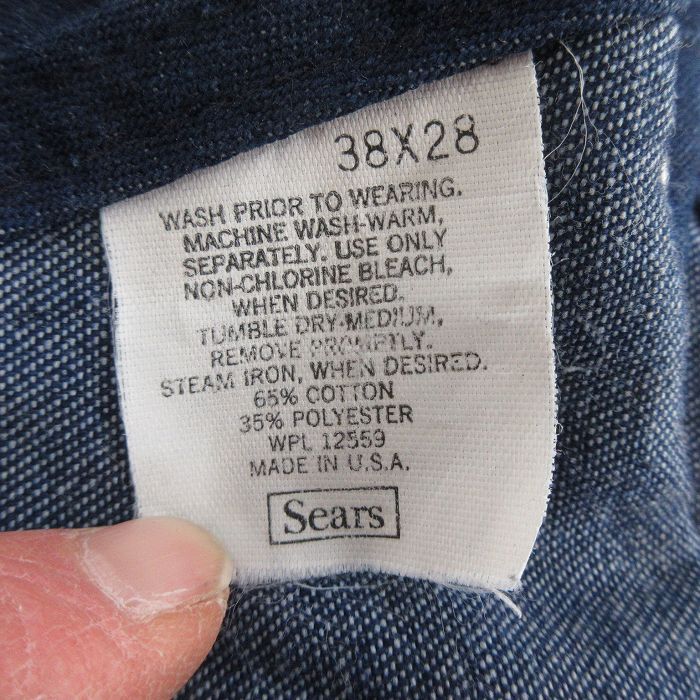 38X28
WASH PRIOR TO WEARING.
MACHINE WASH-WARM,
SEPARATELY. USE ONLY
NON-CHLORINE BLEACH,
WHEN DESIRED.
TUMBLE DRY-MEDIUM,
REMOVE PROMPTLY.
STEAM IRON, WHEN DESIRED.
65% COTTON
35% POLYESTER
WPL 12559
MADE IN U.S.A.
Sears